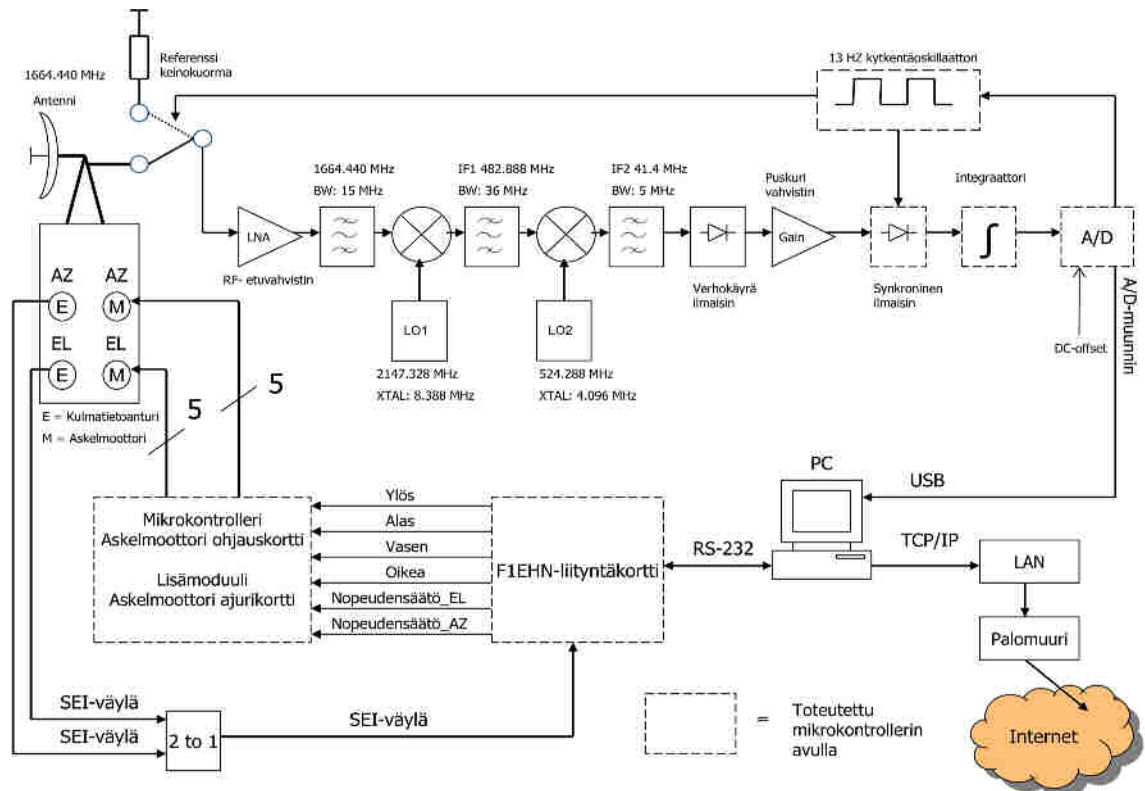 13 HZ kytkentäoskillaattori
Referenssi
keinokuorma
1664.440 MHz
Antenni
1664.440 MHz
BW: 15 MHz
IF1 482.888 MHz
BW: 36 MHz
IF2 41.4 MHz
BW: 5 MHz
Puskuri
vahvistin
Integraattori
LNA
Gain
∫
A/D
RF- etuvahvistin
Verhokäyrä
ilmaisin
Synkroninen
ilmaisin
A/D-muunnin
DC-offset
LO1
LO2
2147.328 MHz
XTAL: 8.388 MHz
524.288 MHz
XTAL: 4.096 MHz
AZ AZ
E M
EL EL
E M
E = Kulmatietoanturi
M = Askelmoottori
5
5
PC
USB
Mikrokontrolleri
Askelmoottori ohjauskortti
Lisämoduuli
Askelmoottori ajurikortti
Ylös
Alas
Vasen
Oikea
Nopeudensäätö_EL
Nopeudensäätö_AZ
F1EHN-liityntäkortti
RS-232
TCP/IP
LAN
Palomuuri
Internet
SEI-väylä
SEI-väylä
2 to 1
SEI-väylä
=
Toteutettu
mikrokontrollerin
avulla